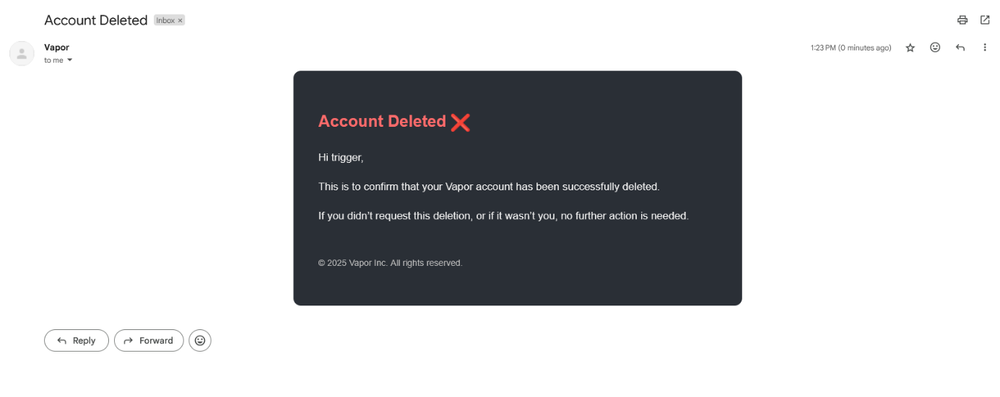 Account Deleted Inbox ×
Vapor
1:23 PM (0 minutes ago)
to me
Account Deleted ❌
Hi trigger,
This is to confirm that your Vapor account has been successfully deleted.
If you didn’t request this deletion, or if it wasn’t you, no further action is needed.
© 2025 Vapor Inc. All rights reserved.
Reply Forward